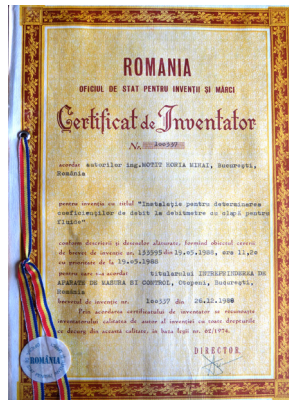 ROMANIA
OFICIUL DE STAT PENTRU INVENȚII ȘI MĂRCI
Certificat de Inventator
No. 100337
acordat autorilor ing. MOTIT HORIA MIHAI, București,
România
pentru invenția cu titlul "Instalație pentru determinarea
coeficienților de debit la debitmetre cu clapă pentru
fluide"
conform descrierii și desenelor alăturate, formînd obiectul cererii
de brevet de invenție nr. 133595 din 19.05.1988, ora 11,20
cu prioritate de la 19.05.1988
pentru care s-a acordat titularului INTREPRINDEREA DE
APARATE DE MASURA SI CONTROL, Otopeni, București,
România
brevetul de invenție nr. 100337 din 26.12.1988
Prin acordarea certificatului de inventator se recunoaște
inventatorului calitatea de autor al invenției cu toate drepturile
ce decurg din această calitate, în baza legii nr. 62/1974.
DIRECTOR
ROMÂNIA